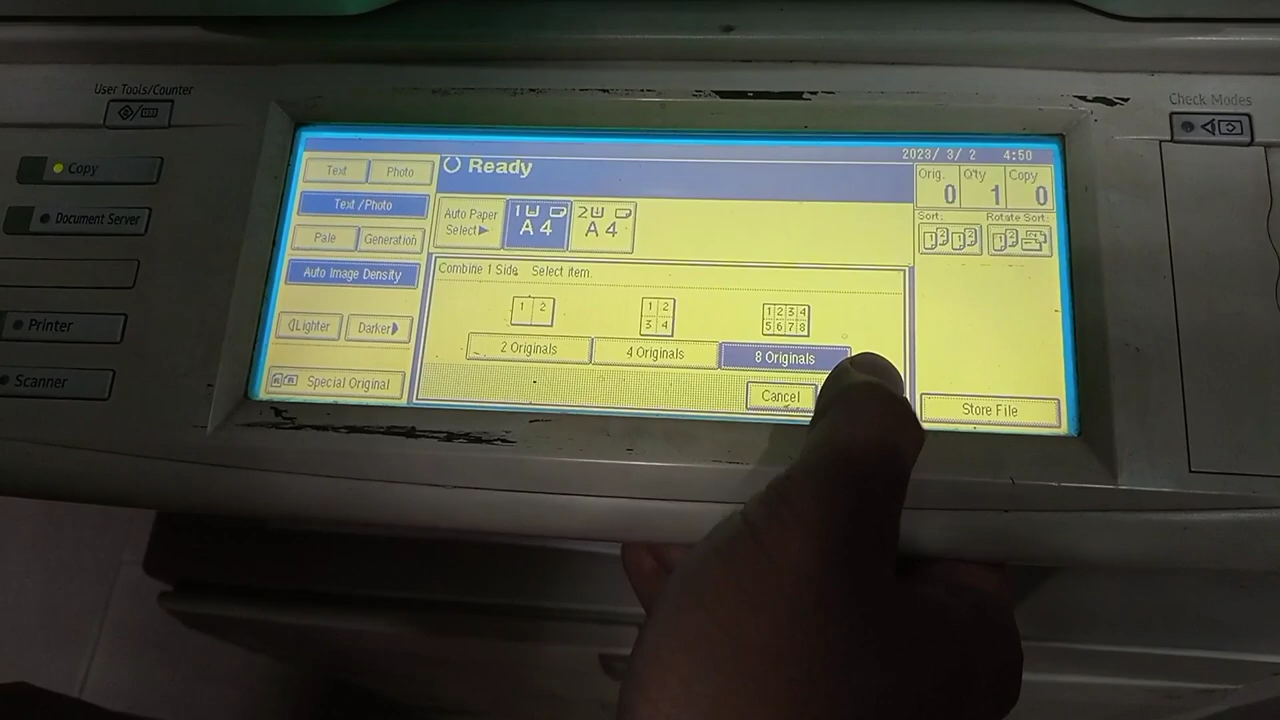 User Tools/Counter
Check Modes
Copy
Document Server
Printer
Scanner
2023/ 3/ 2 4:50
Text Photo
Text /Photo
Pale Generation
Auto Image Density
Lighter Darker
Special Original
Ready
Orig. Q'ty Copy
0 1 0
Auto Paper
Select▶
1 A4
2 A4
Sort: Rotate Sort:
Combine 1 Side Select item.
1 2
1 2
3 4
1 2 3 4
5 6 7 8
2 Originals 4 Originals 8 Originals
Cancel
Store File